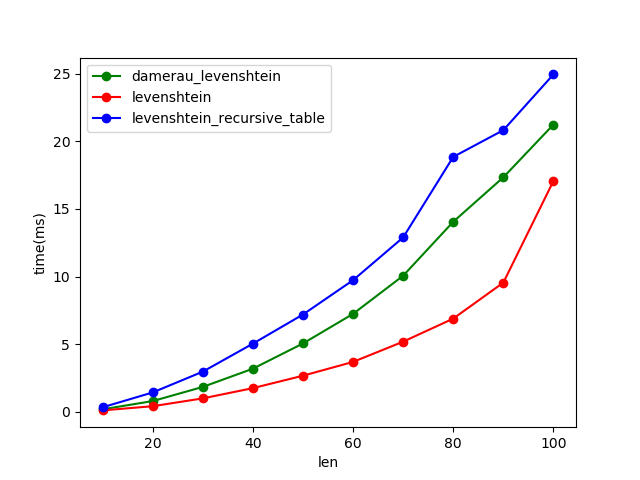 damerau_levenshtein
levenshtein
levenshtein_recursive_table
25
20
15
10
5
0
time(ms)
20 40 60 80 100
len